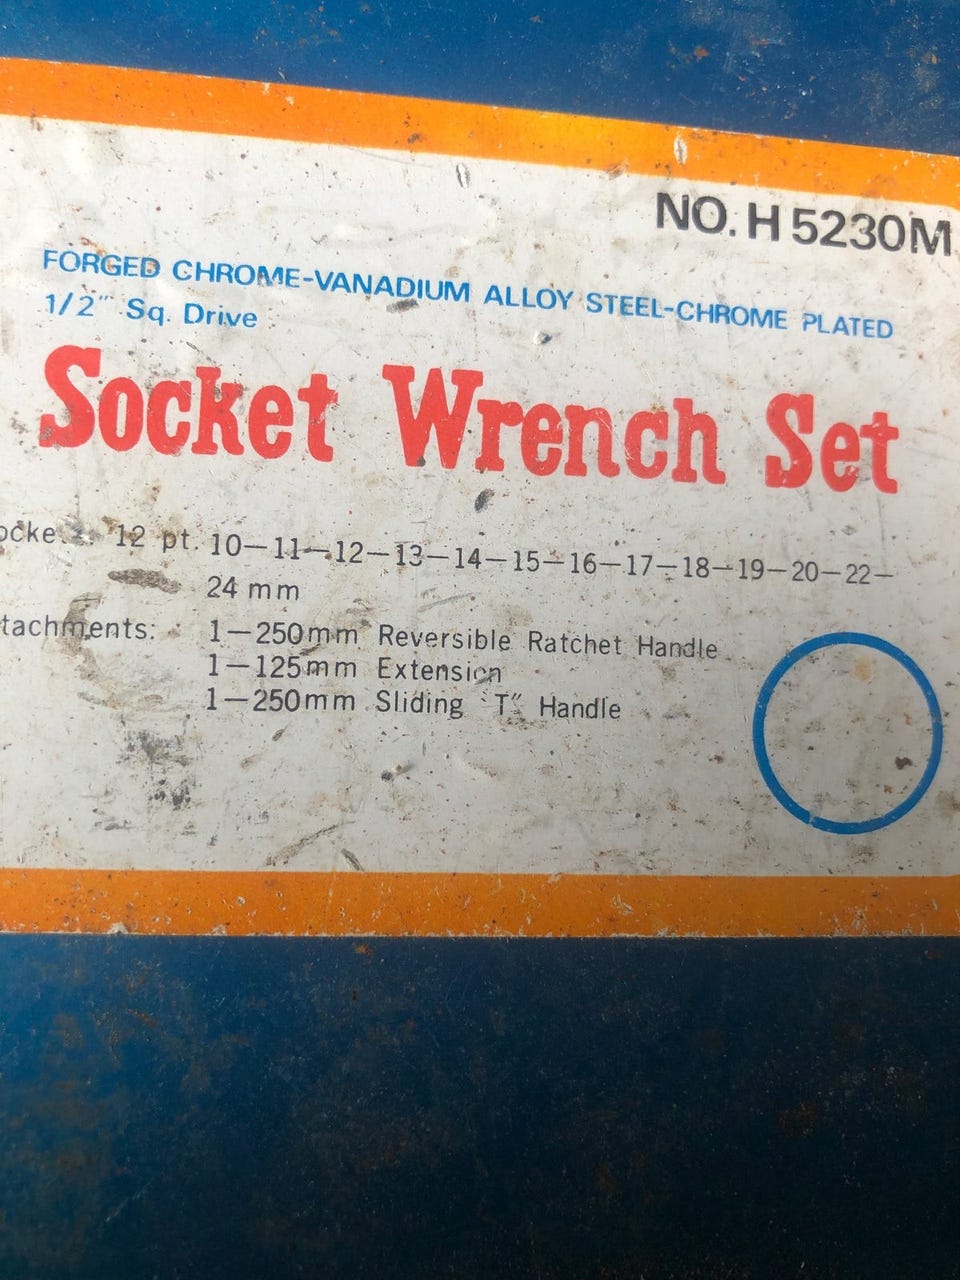 NO. H 5230M
FORGED CHROME-VANADIUM ALLOY STEEL-CHROME PLATED
1/2" Sq. Drive
Socket Wrench Set
12 pt. 10—11—12—13—14—15—16—17—18—19—20—22—
24 mm
tachments: 1—250mm Reversible Ratchet Handle
1—125mm Extension
1—250mm Sliding "T" Handle